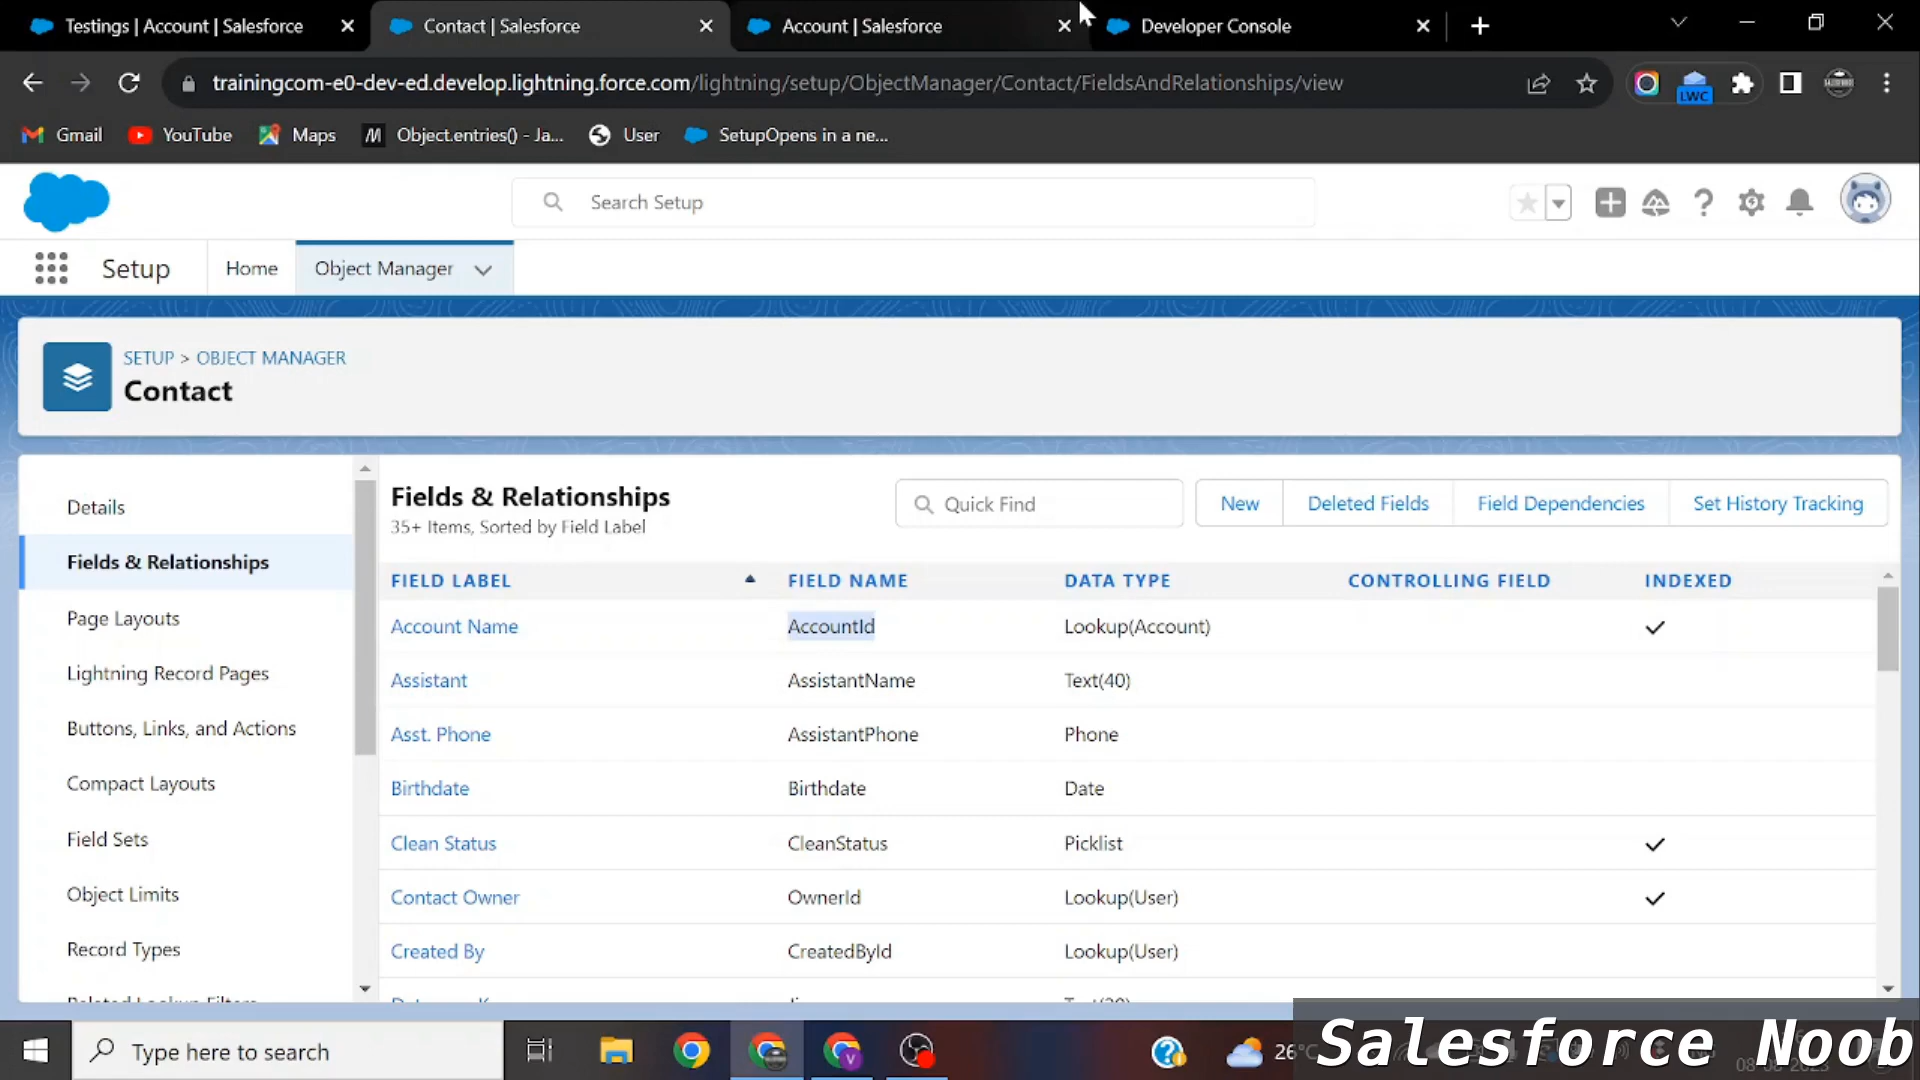 Testings | Account | Salesforce
Contact | Salesforce
Account | Salesforce
Developer Console
trainingcom-e0-dev-ed.develop.lightning.force.com/lightning/setup/ObjectManager/Contact/FieldsAndRelationships/view
LWC
Gmail
YouTube
Maps
Object.entries() - Ja...
User
SetupOpens in a ne...
Search Setup
Setup
Home
Object Manager
SETUP > OBJECT MANAGER
Contact
Details
Fields & Relationships
Page Layouts
Lightning Record Pages
Buttons, Links, and Actions
Compact Layouts
Field Sets
Object Limits
Record Types
Fields & Relationships
35+ Items, Sorted by Field Label
Quick Find
New
Deleted Fields
Field Dependencies
Set History Tracking
FIELD LABEL FIELD NAME DATA TYPE CONTROLLING FIELD INDEXED
Account Name AccountId Lookup(Account)
Assistant AssistantName Text(40)
Asst. Phone AssistantPhone Phone
Birthdate Birthdate Date
Clean Status CleanStatus Picklist
Contact Owner OwnerId Lookup(User)
Created By CreatedById Lookup(User)
Type here to search
26°C
Salesforce Noob